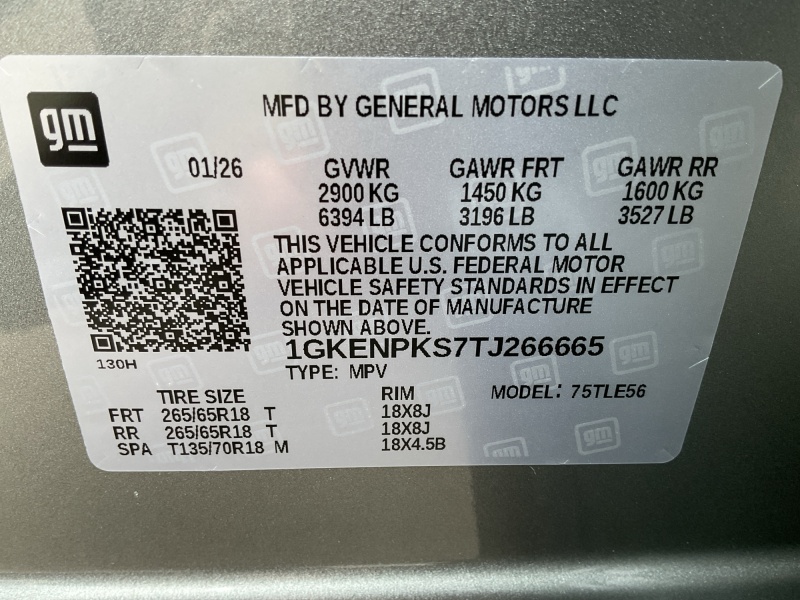 gm
MFD BY GENERAL MOTORS LLC
01/26 GVWR GAWR FRT GAWR RR
2900 KG 1450 KG 1600 KG
6394 LB 3196 LB 3527 LB
THIS VEHICLE CONFORMS TO ALL
APPLICABLE U.S. FEDERAL MOTOR
VEHICLE SAFETY STANDARDS IN EFFECT
ON THE DATE OF MANUFACTURE
SHOWN ABOVE.
1GKENPKS7TJ266665
130H
TYPE: MPV
TIRE SIZE RIM MODEL: 75TLE56
FRT 265/65R18 T 18X8J
RR 265/65R18 T 18X8J
SPA T135/70R18 M 18X4.5B